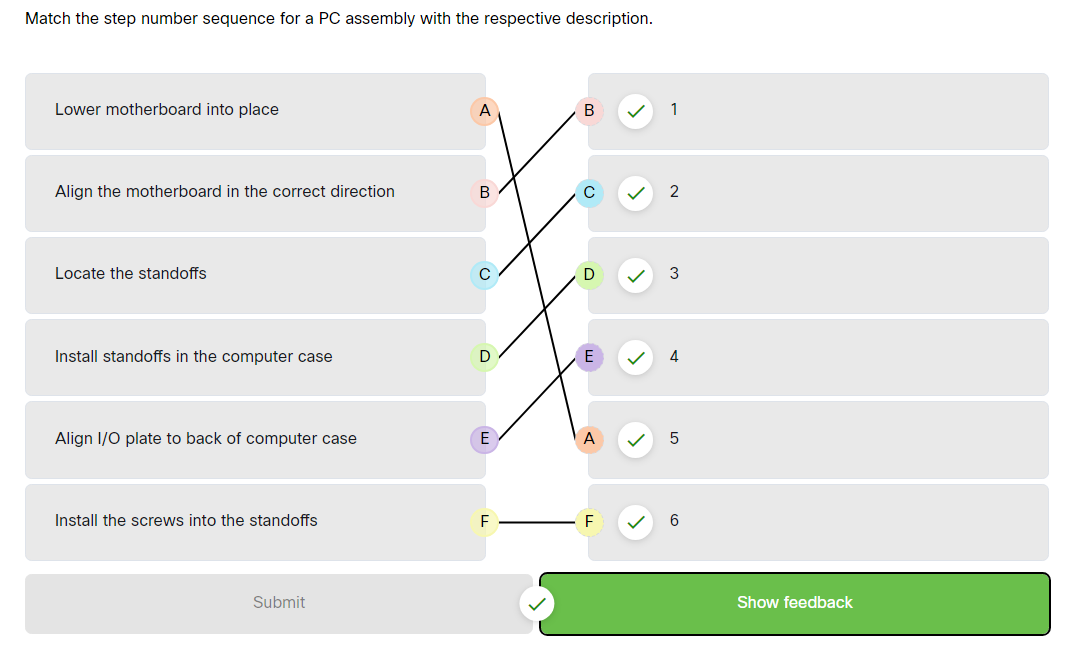 Match the step number sequence for a PC assembly with the respective description.
Lower motherboard into place A B 1
Align the motherboard in the correct direction B C 2
Locate the standoffs C D 3
Install standoffs in the computer case D E 4
Align I/O plate to back of computer case E A 5
Install the screws into the standoffs F F 6
Submit Show feedback